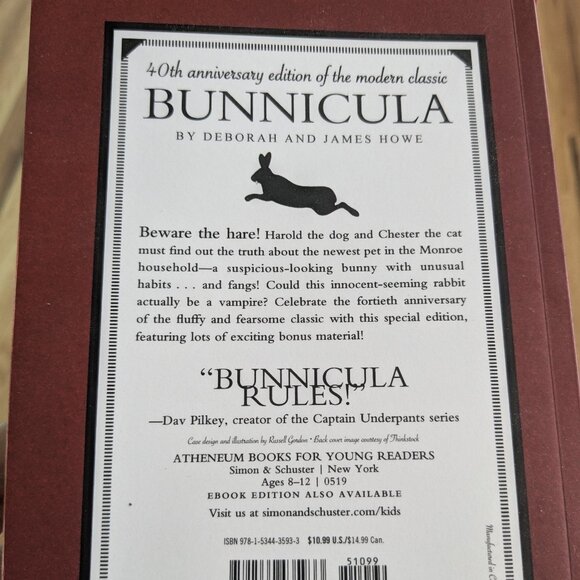 40th anniversary edition of the modern classic
BUNNICULA
BY DEBORAH AND JAMES HOWE
Beware the hare! Harold the dog and Chester the cat
must find out the truth about the newest pet in the Monroe
household—a suspicious-looking bunny with unusual
habits . . . and fangs! Could this innocent-seeming rabbit
actually be a vampire? Celebrate the fortieth anniversary
of the fluffy and fearsome classic with this special edition,
featuring lots of exciting bonus material!
“BUNNICULA
RULES!”
—Dav Pilkey, creator of the Captain Underpants series
Case design and illustration by Russell Gordon • Back cover image courtesy of Thinkstock
ATHENEUM BOOKS FOR YOUNG READERS
Simon & Schuster | New York
Ages 8–12 | 0519
EBOOK EDITION ALSO AVAILABLE
Visit us at simonandschuster.com/kids
ISBN 978-1-5344-3593-3 $10.99 U.S./$14.99 Can.
51099
Manufactured in